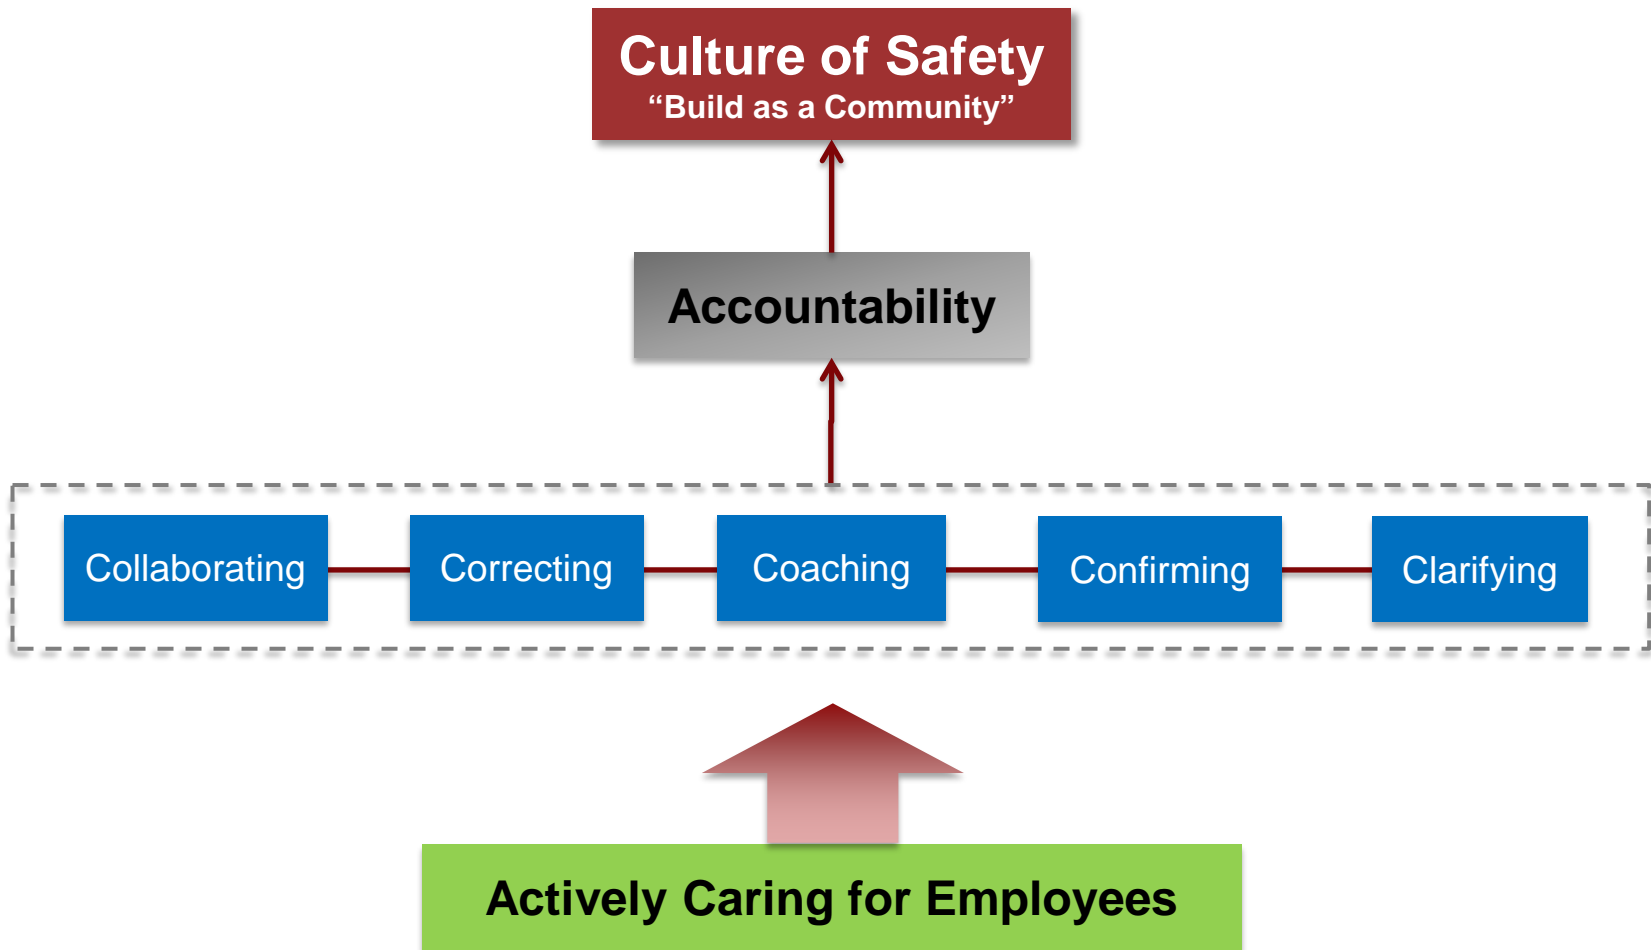 Culture of Safety
“Build as a Community”
Accountability
Collaborating
Correcting
Coaching
Confirming
Clarifying
Actively Caring for Employees